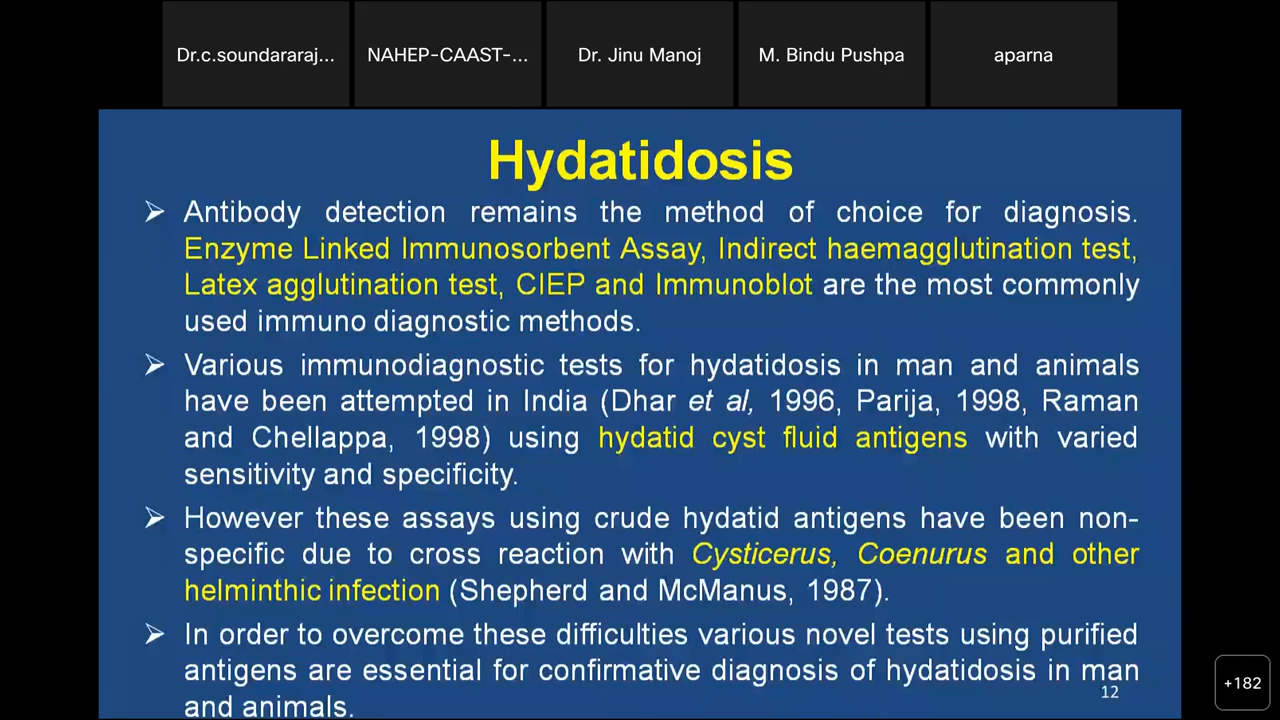 Dr.c.soundararaj...
NAHEP-CAAST-...
Dr. Jinu Manoj
M. Bindu Pushpa
aparna
Hydatidosis
➢ Antibody detection remains the method of choice for diagnosis.
Enzyme Linked Immunosorbent Assay, Indirect haemagglutination test,
Latex agglutination test, CIEP and Immunoblot are the most commonly
used immuno diagnostic methods.
➢ Various immunodiagnostic tests for hydatidosis in man and animals
have been attempted in India (Dhar et al, 1996, Parija, 1998, Raman
and Chellappa, 1998) using hydatid cyst fluid antigens with varied
sensitivity and specificity.
➢ However these assays using crude hydatid antigens have been non-
specific due to cross reaction with Cysticerus, Coenurus and other
helminthic infection (Shepherd and McManus, 1987).
➢ In order to overcome these difficulties various novel tests using purified
antigens are essential for confirmative diagnosis of hydatidosis in man
and animals.
12
+182